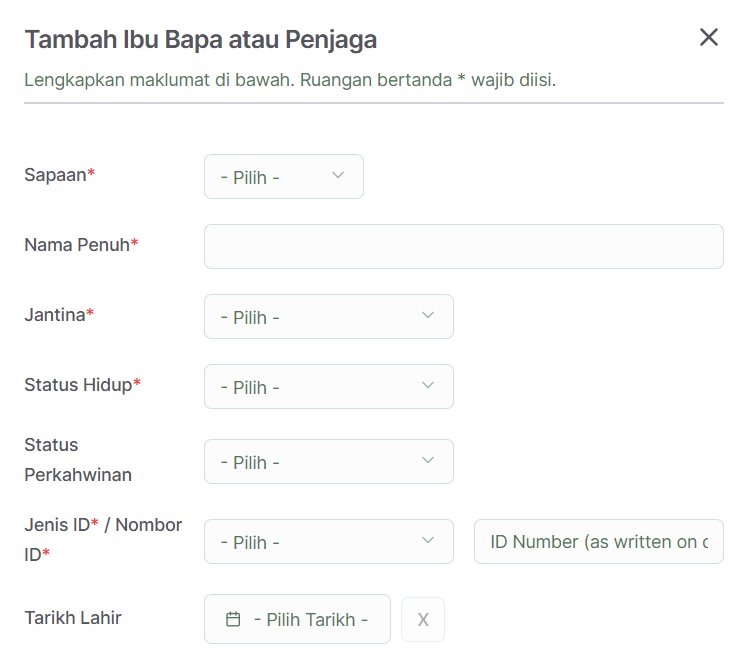 Tambah Ibu Bapa atau Penjaga
Lengkapkan maklumat di bawah. Ruangan bertanda * wajib diisi.
Sapaan*
- Pilih -
Nama Penuh*
Jantina*
- Pilih -
Status Hidup*
- Pilih -
Status
Perkahwinan
- Pilih -
Jenis ID* / Nombor
ID*
- Pilih -
ID Number (as written on
Tarikh Lahir
- Pilih Tarikh -
X